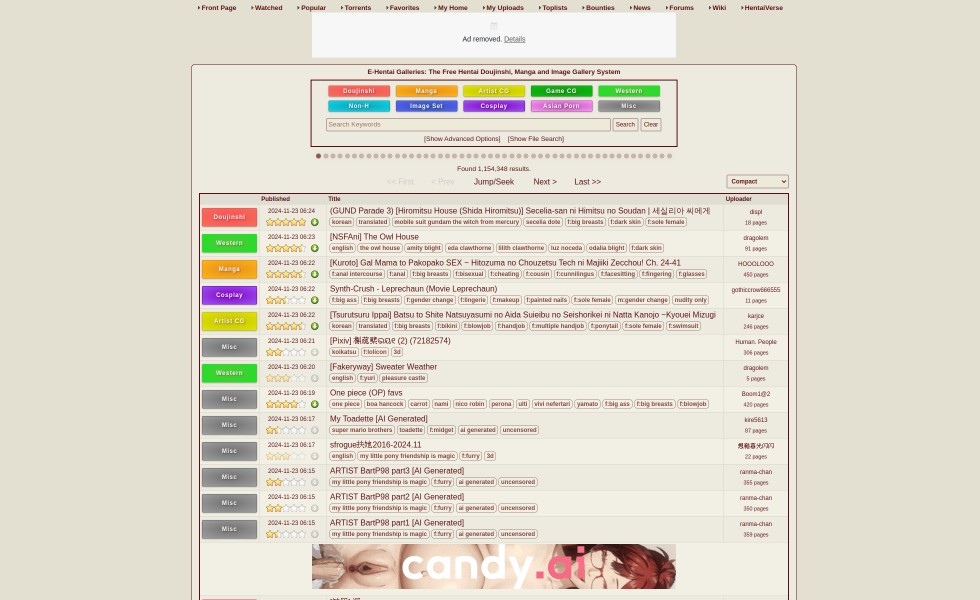 Front Page Watched Popular Torrents Favorites My Home My Uploads Toplists Bounties News Forums Wiki HentaiVerse
Ad removed. Details
E-Hentai Galleries: The Free Hentai Doujinshi, Manga and Image Gallery System
Doujinshi Manga Artist CG Game CG Western
Non-H Image Set Cosplay Asian Porn Misc
Search Keywords Search Clear
[Show Advanced Options] [Show File Search]
Found 1,154,348 results.
<< First < Prev Jump/Seek Next > Last >> Compact
Published Title Uploader
Doujinshi 2024-11-23 06:24 (GUND Parade 3) [Hiromitsu House (Shida Hiromitsu)] Secelia-san ni Himitsu no Soudan | 세실리아 씨에게 dispi
korean translated mobile suit gundam the witch from mercury secelia dote f:big breasts f:dark skin f:sole female 18 pages
Western 2024-11-23 06:23 [NSFAni] The Owl House dragolem
english the owl house amity blight eda clawthorne lilith clawthorne luz noceda odalia blight f:dark skin 91 pages
Manga 2024-11-23 06:22 [Kuroto] Gal Mama to Pakopako SEX ~ Hitozuma no Chouzetsu Tech ni Majiiki Zecchou! Ch. 24-41 HOOOLOOO
f:anal intercourse f:anal f:big breasts f:bisexual f:cheating f:cousin f:cunnilingus f:facesitting f:fingering f:glasses 450 pages
Cosplay 2024-11-23 06:22 Synth-Crush - Leprechaun (Movie Leprechaun) gothiccrow666555
f:big ass f:big breasts f:gender change f:lingerie f:makeup f:painted nails f:sole female m:gender change nudity only 11 pages
Artist CG 2024-11-23 06:22 [Tsurutsuru Ippai] Batsu to Shite Natsuyasumi no Aida Suieibu no Seishorikei ni Natta Kanojo ~Kyouei Mizugi karjce
korean translated f:big breasts f:bikini f:blowjob f:handjob f:multiple handjob f:ponytail f:sole female f:swimsuit 246 pages
Misc 2024-11-23 06:21 [Pixiv] (2) (72182574) Human. People
koikatsu f:lolicon 3d 306 pages
Western 2024-11-23 06:20 [Fakeryway] Sweater Weather dragolem
english f:yuri pleasure castle 5 pages
Misc 2024-11-23 06:19 One piece (OP) favs Boom1@2
one piece boa hancock carrot nami nico robin perona ulti vivi nefertari yamato f:big ass f:big breasts f:blowjob 420 pages
Misc 2024-11-23 06:17 My Toadette [AI Generated] kire5613
super mario brothers toadette f:midget ai generated uncensored 87 pages
Misc 2024-11-23 06:17 sfrogue扶她2016-2024.11
english my little pony friendship is magic f:furry 3d 22 pages
Misc 2024-11-23 06:15 ARTIST BartP98 part3 [AI Generated] ranma-chan
my little pony friendship is magic f:furry ai generated uncensored 355 pages
Misc 2024-11-23 06:15 ARTIST BartP98 part2 [AI Generated] ranma-chan
my little pony friendship is magic f:furry ai generated uncensored 350 pages
Misc 2024-11-23 06:15 ARTIST BartP98 part1 [AI Generated] ranma-chan
my little pony friendship is magic f:furry ai generated uncensored 359 pages
candy.ai